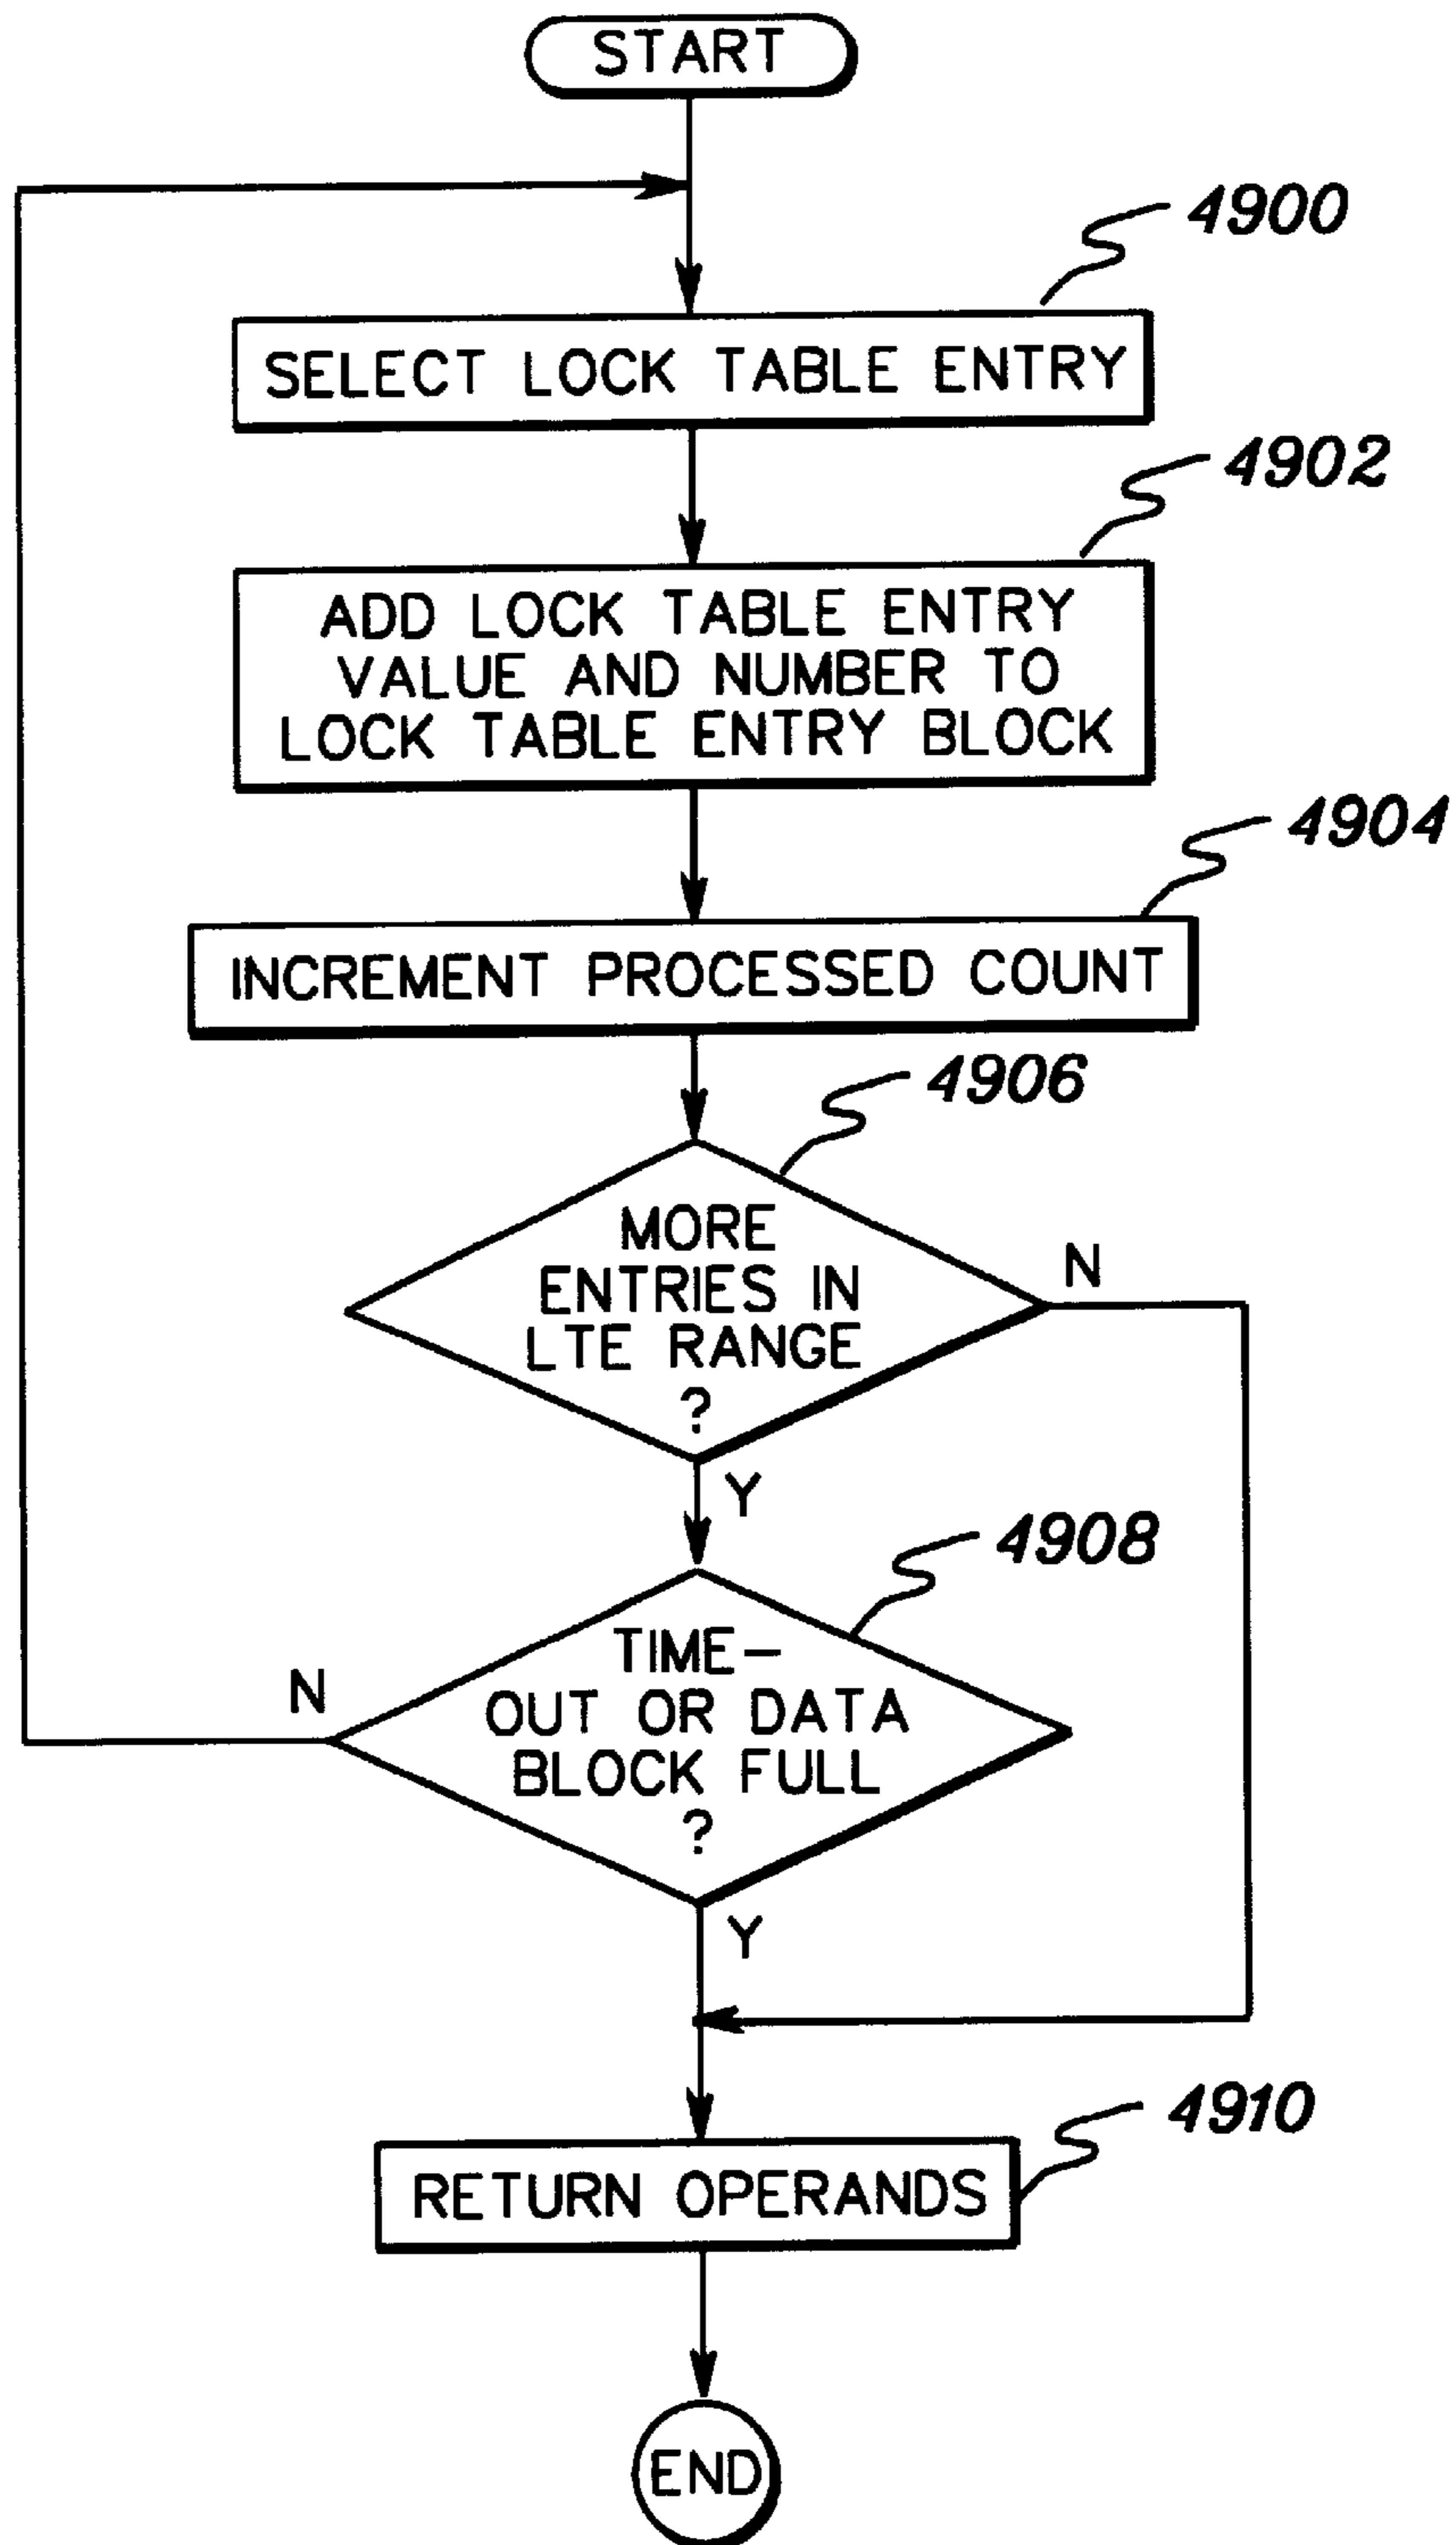 START
4900
SELECT LOCK TABLE ENTRY
4902
ADD LOCK TABLE ENTRY
VALUE AND NUMBER TO
LOCK TABLE ENTRY BLOCK
4904
INCREMENT PROCESSED COUNT
4906
MORE
ENTRIES IN
LTE RANGE
?
N
Y
4908
TIME-
OUT OR DATA
BLOCK FULL
?
N
Y
4910
RETURN OPERANDS
END